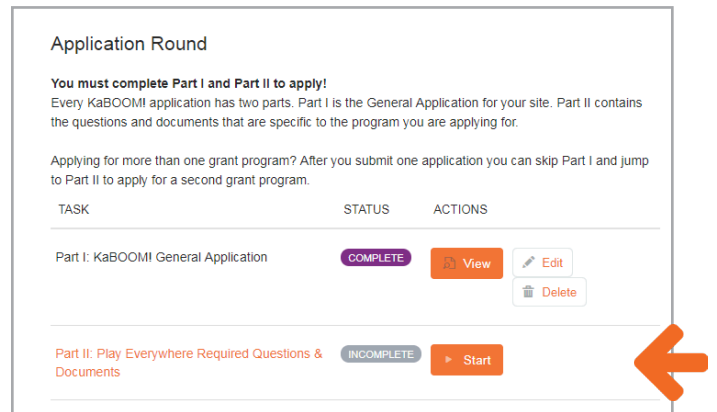 Application Round
You must complete Part I and Part II to apply!
Every KaBOOM! application has two parts. Part I is the General Application for your site. Part II contains
the questions and documents that are specific to the program you are applying for.
Applying for more than one grant program? After you submit one application you can skip Part I and jump
to Part II to apply for a second grant program.
TASK STATUS ACTIONS
Part I: KaBOOM! General Application COMPLETE View Edit
Delete
Part II: Play Everywhere Required Questions & INCOMPLETE Start
Documents